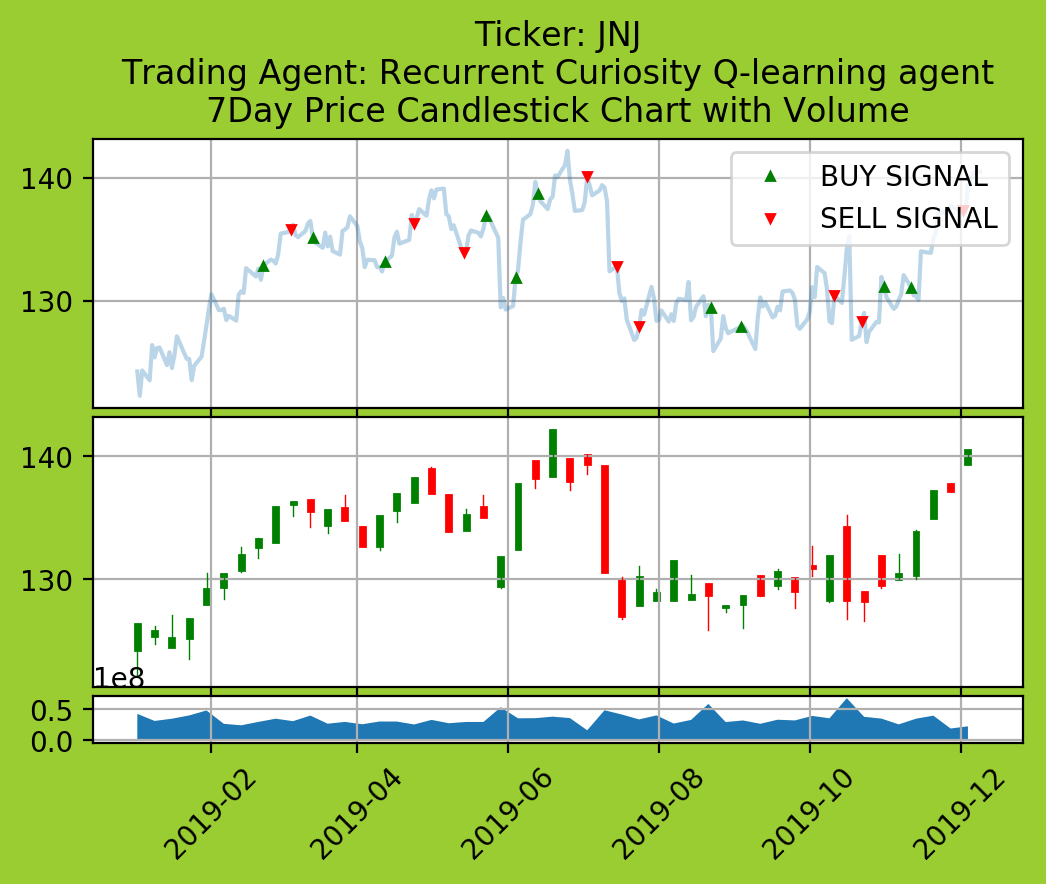 Ticker: JNJ
Trading Agent: Recurrent Curiosity Q-learning agent
7Day Price Candlestick Chart with Volume
140
130
BUY SIGNAL
SELL SIGNAL
140
130
1e8
0.5
0.0
2019-02
2019-04
2019-06
2019-08
2019-10
2019-12